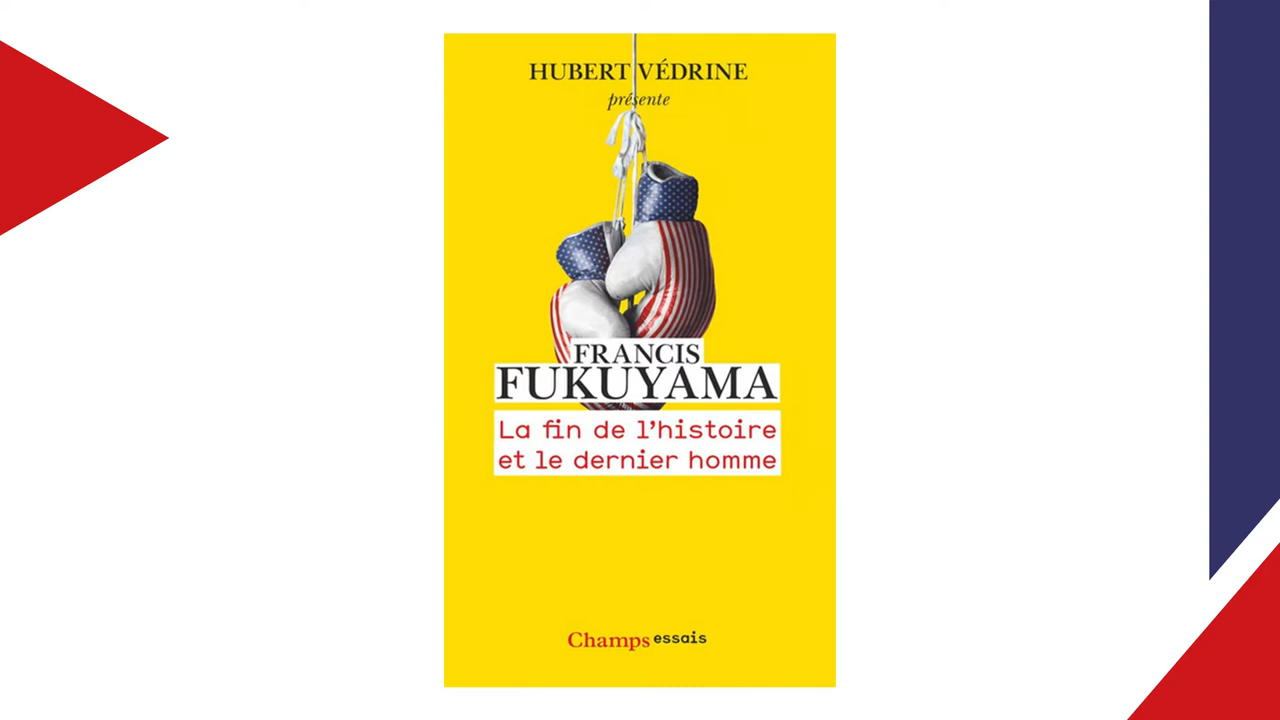 HUBERT VÉDRINE
présente
FRANCIS
FUKUYAMA
La fin de l'histoire
et le dernier homme
Champs essais